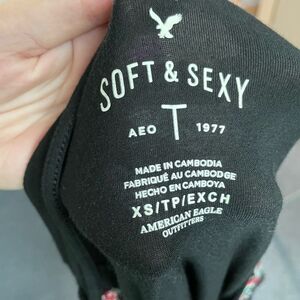 SOFT & SEXY
AEO T 1977
MADE IN CAMBODIA
FABRIQUÉ AU CAMBODGE
HECHO EN CAMBOYA
XS/TP/EXCH
AMERICAN EAGLE
OUTFITTERS